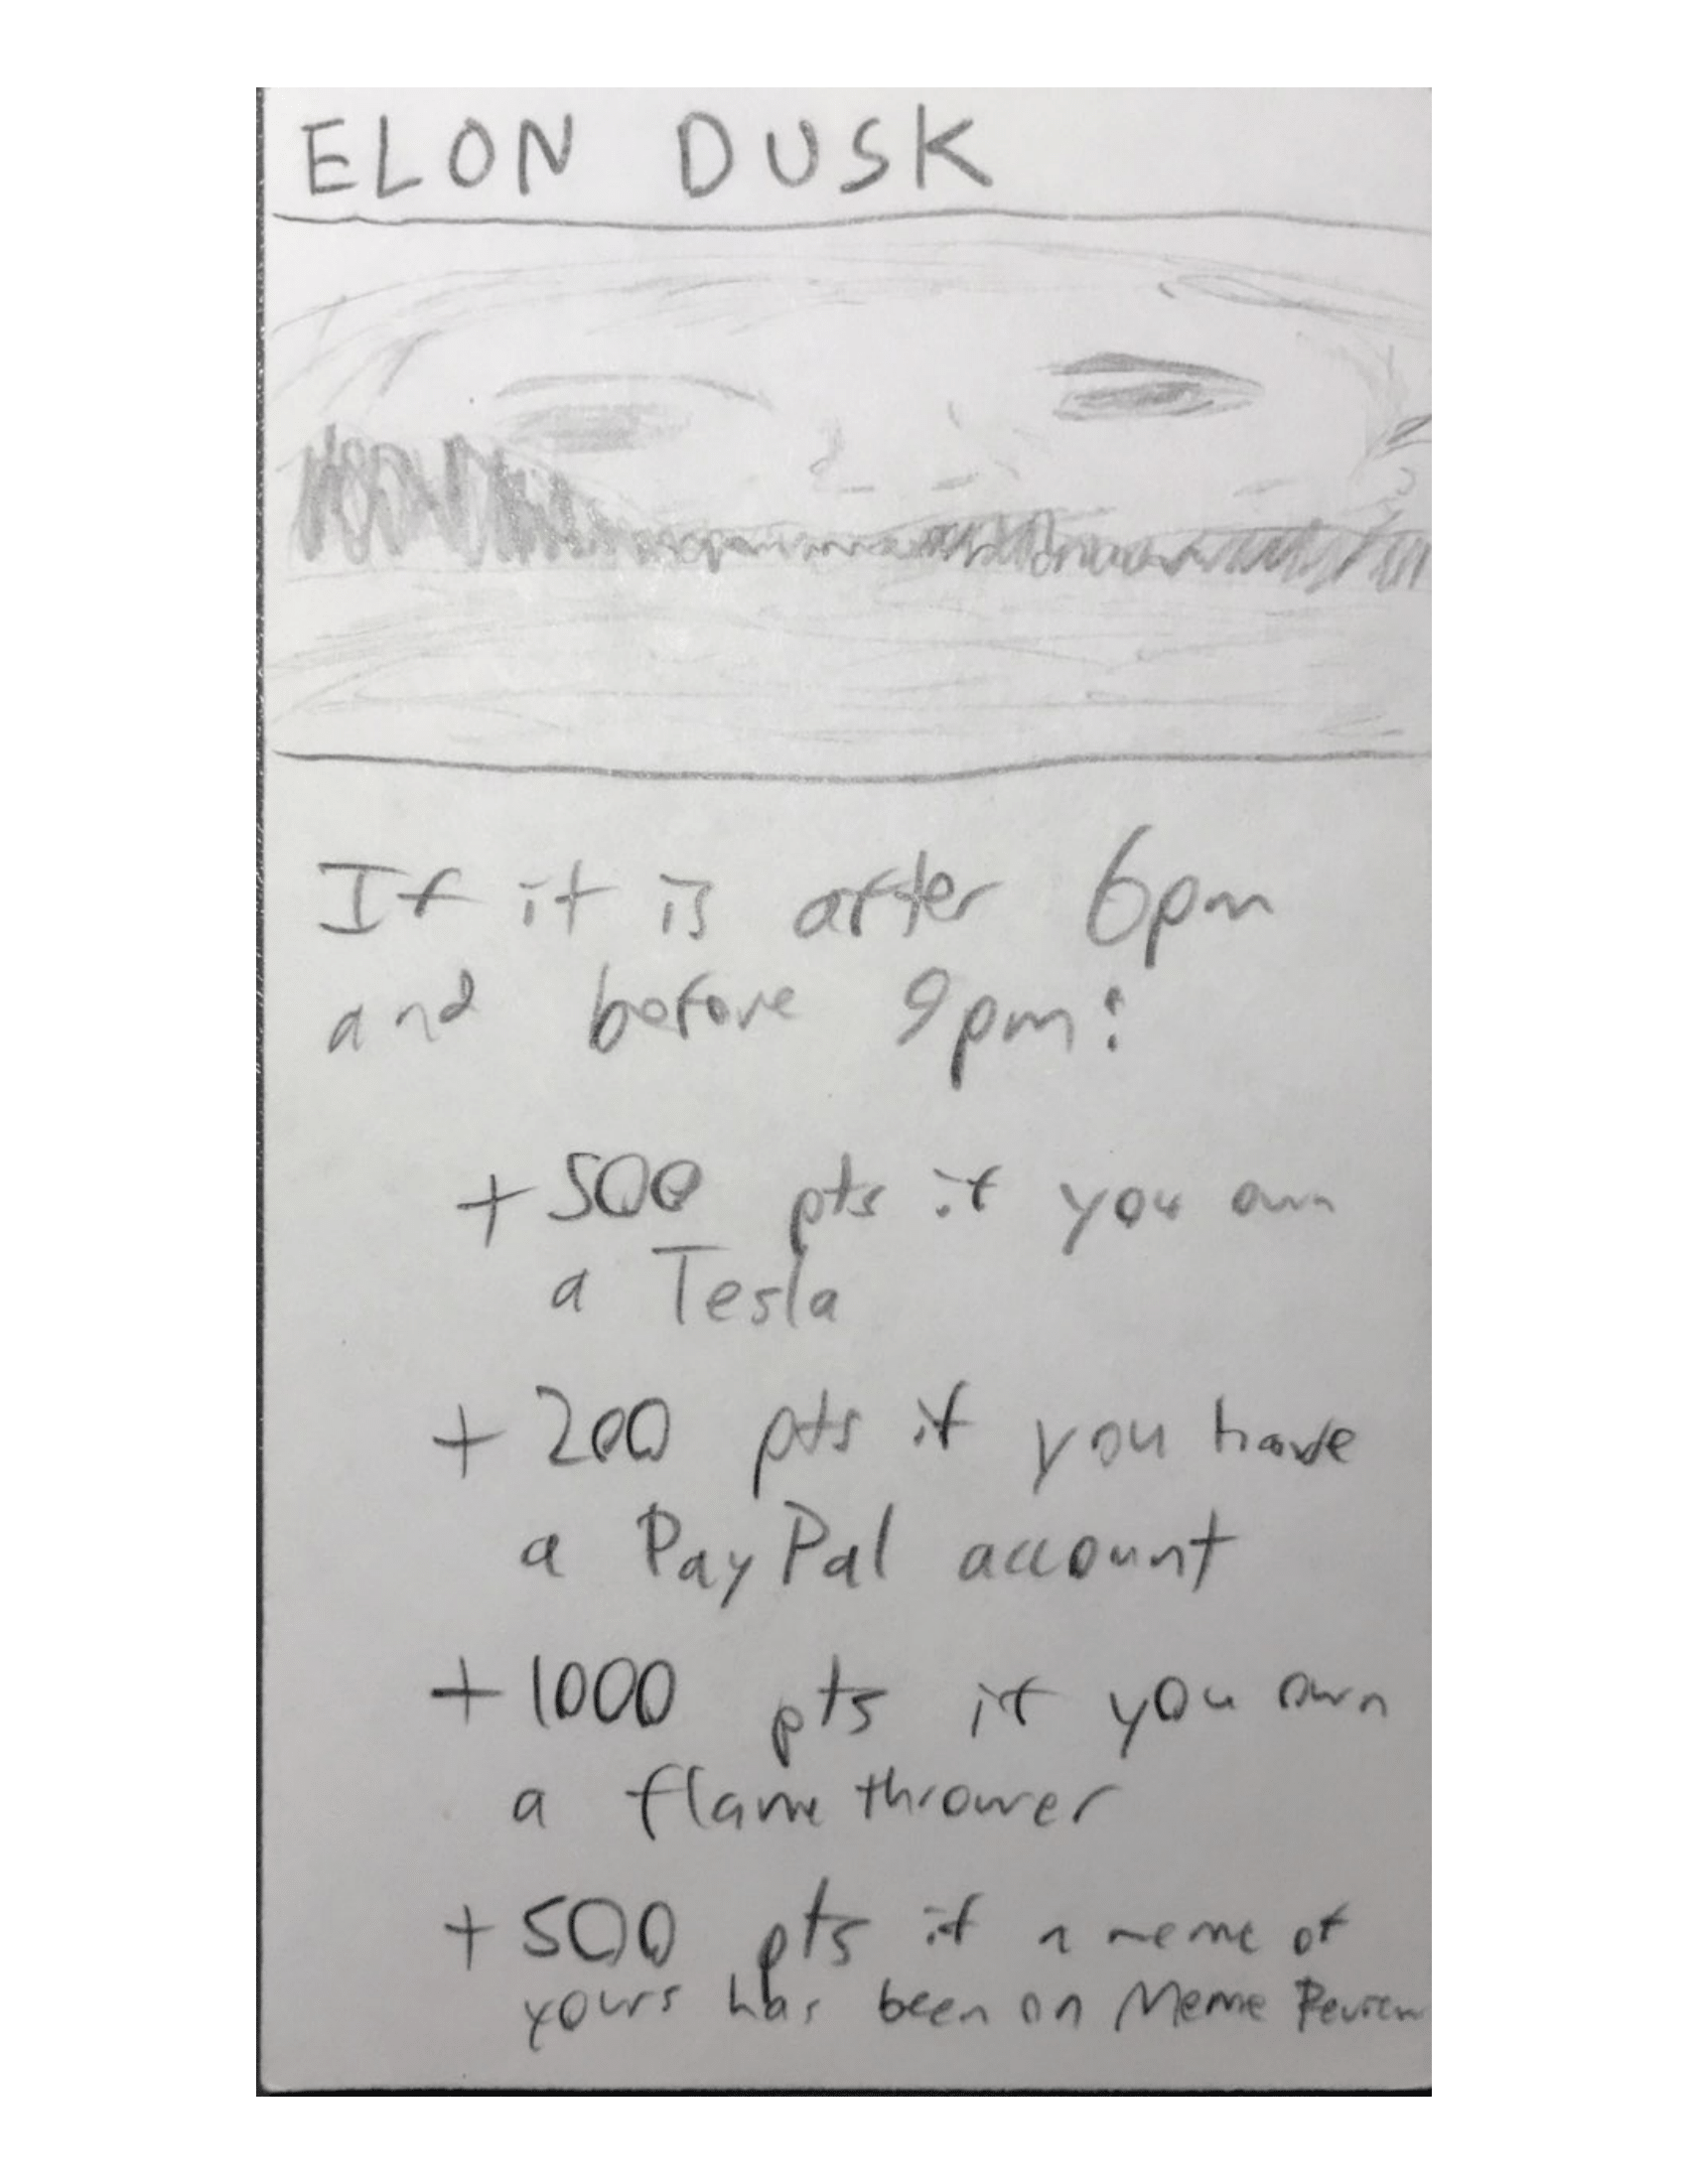 ELON DUSK
If it is after 6pm
and before 9pm:
+500 pts if you own
a Tesla
+200 pts if you have
a PayPal account
+1000 pts if you own
a flamethrower
+500 pts if a meme of
yours has been on Meme Review